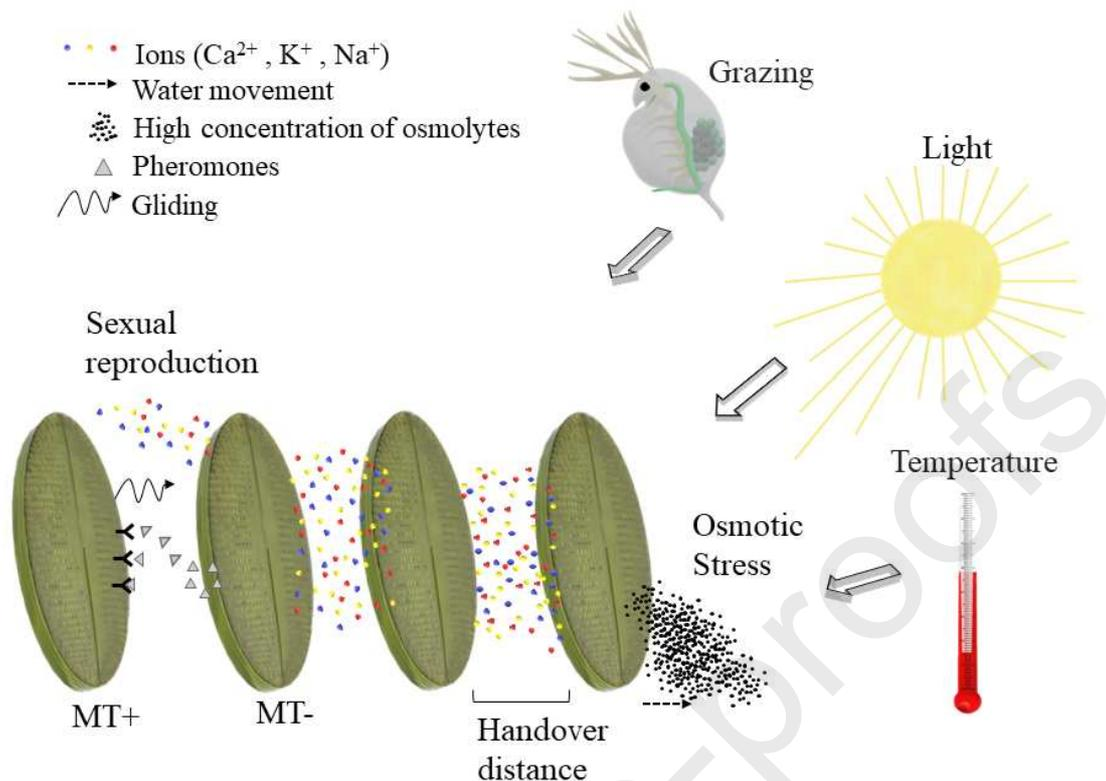 Ions (Ca²⁺ , K⁺ , Na⁺)
Water movement
High concentration of osmolytes
Pheromones
Gliding
Grazing
Light
Sexual
reproduction
Temperature
Osmotic
Stress
MT+
MT-
Handover
distance
-proofs